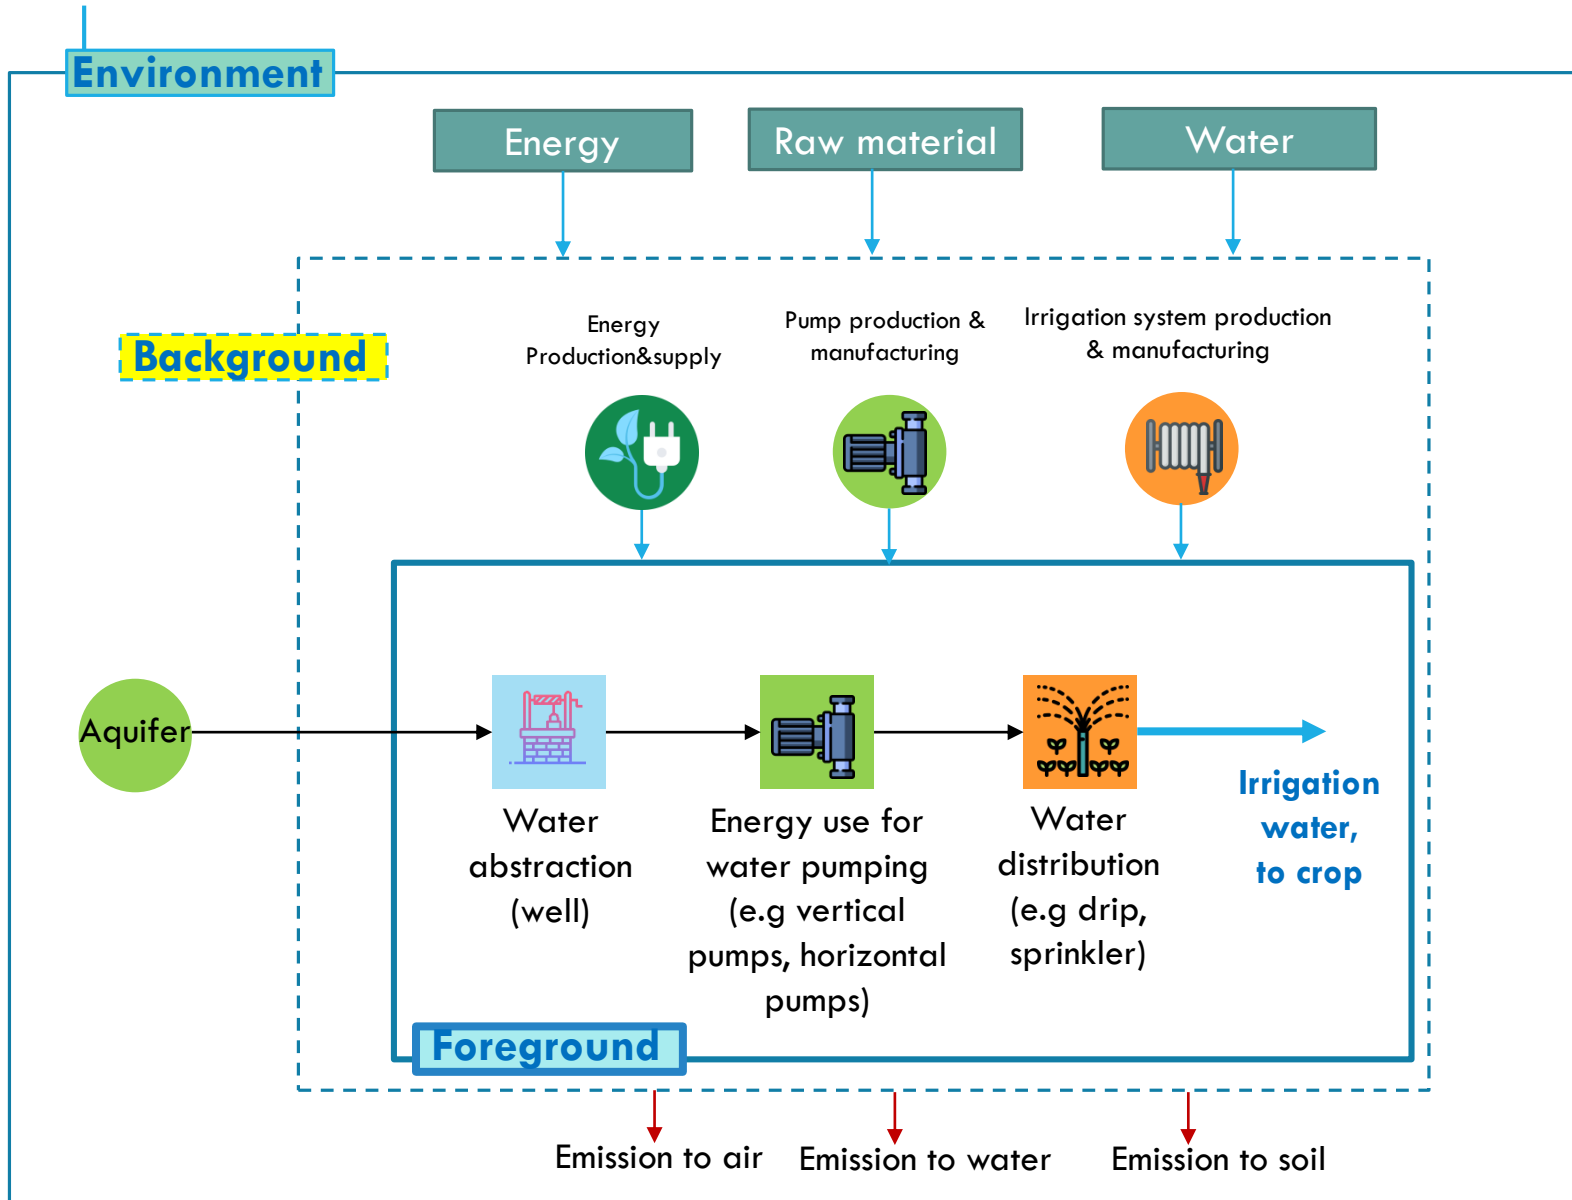 Environment
Energy
Raw material
Water
Background
Energy
Production&supply
Pump production &
manufacturing
Irrigation system production
& manufacturing
Aquifer
Water
abstraction
(well)
Energy use for
water pumping
(e.g vertical
pumps, horizontal
pumps)
Water
distribution
(e.g drip,
sprinkler)
Irrigation
water,
to crop
Foreground
Emission to air
Emission to water
Emission to soil